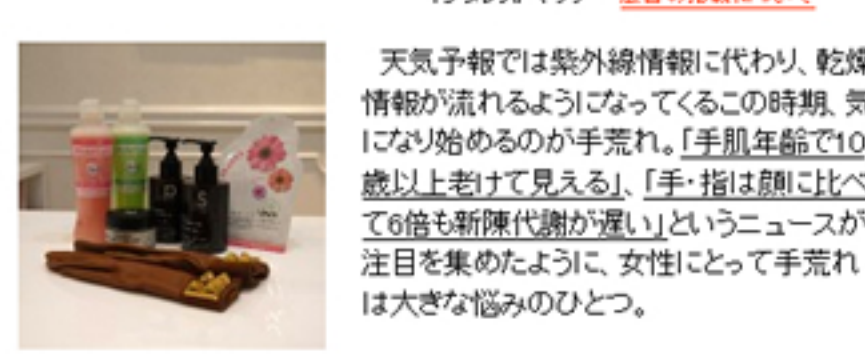 天気予報では紫外線情報に代わり、乾燥
情報が流れるようになってくるこの時期、気
になり始めるのが手荒れ。「手肌年齢で10
歳以上老けて見える」、「手・指は顔に比べ
て6倍も新陳代謝が遅い」というニュースが
注目を集めたように、女性にとって手荒れ
は大きな悩みのひとつ。